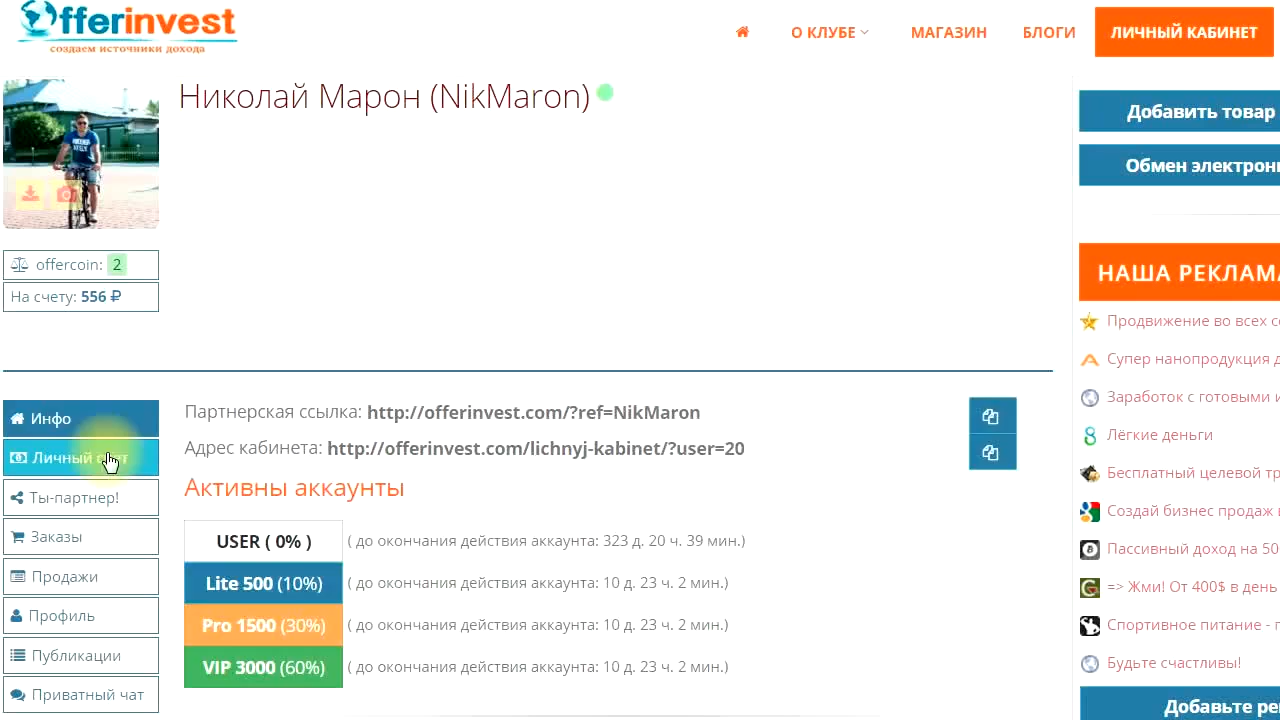 Offerinvest
создаем источники дохода
О КЛУБЕ
МАГАЗИН
БЛОГИ
ЛИЧНЫЙ КАБИНЕТ
Николай Марон (NikMaron)
offercoin: 2
На счету: 556 ₽
Инфо
Личный счет
Ты-партнер!
Заказы
Продажи
Профиль
Публикации
Приватный чат
Партнерская ссылка: http://offerinvest.com/?ref=NikMaron
Адрес кабинета: http://offerinvest.com/lichnyj-kabinet/?user=20
Активны аккаунты
USER ( 0% ) ( до окончания действия аккаунта: 323 д. 20 ч. 39 мин.)
Lite 500 (10%) ( до окончания действия аккаунта: 10 д. 23 ч. 2 мин.)
Pro 1500 (30%) ( до окончания действия аккаунта: 10 д. 23 ч. 2 мин.)
VIP 3000 (60%) ( до окончания действия аккаунта: 10 д. 23 ч. 2 мин.)
Добавить товар
Обмен электрон
НАША РЕКЛАМА
Продвижение во всех с
Супер нанопродукция д
Заработок с готовыми и
Лёгкие деньги
Бесплатный целевой тр
Создай бизнес продаж
Пассивный доход на 50
=> Жми! От 400$ в день
Спортивное питание -
Будьте счастливы!
Добавьте ре